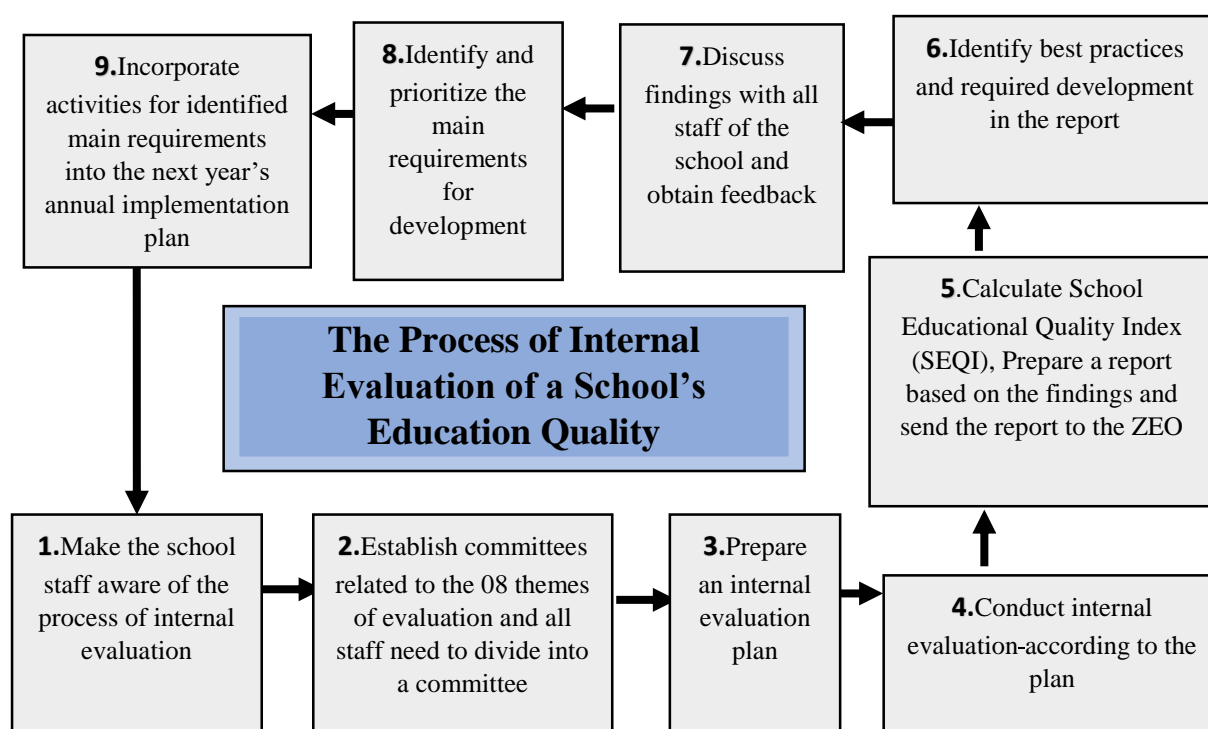 9.Incorporate
activities for identified
main requirements
into the next year’s
annual implementation
plan
8.Identify and
prioritize the
main
requirements
for
development
7.Discuss
findings with all
staff of the
school and
obtain feedback
6.Identify best practices
and required development
in the report
The Process of Internal
Evaluation of a School’s
Education Quality
5.Calculate School
Educational Quality Index
(SEQI), Prepare a report
based on the findings and
send the report to the ZEO
1.Make the school
staff aware of the
process of internal
evaluation
2.Establish committees
related to the 08 themes
of evaluation and all
staff need to divide into
a committee
3.Prepare
an internal
evaluation
plan
4.Conduct internal
evaluation-according to the
plan